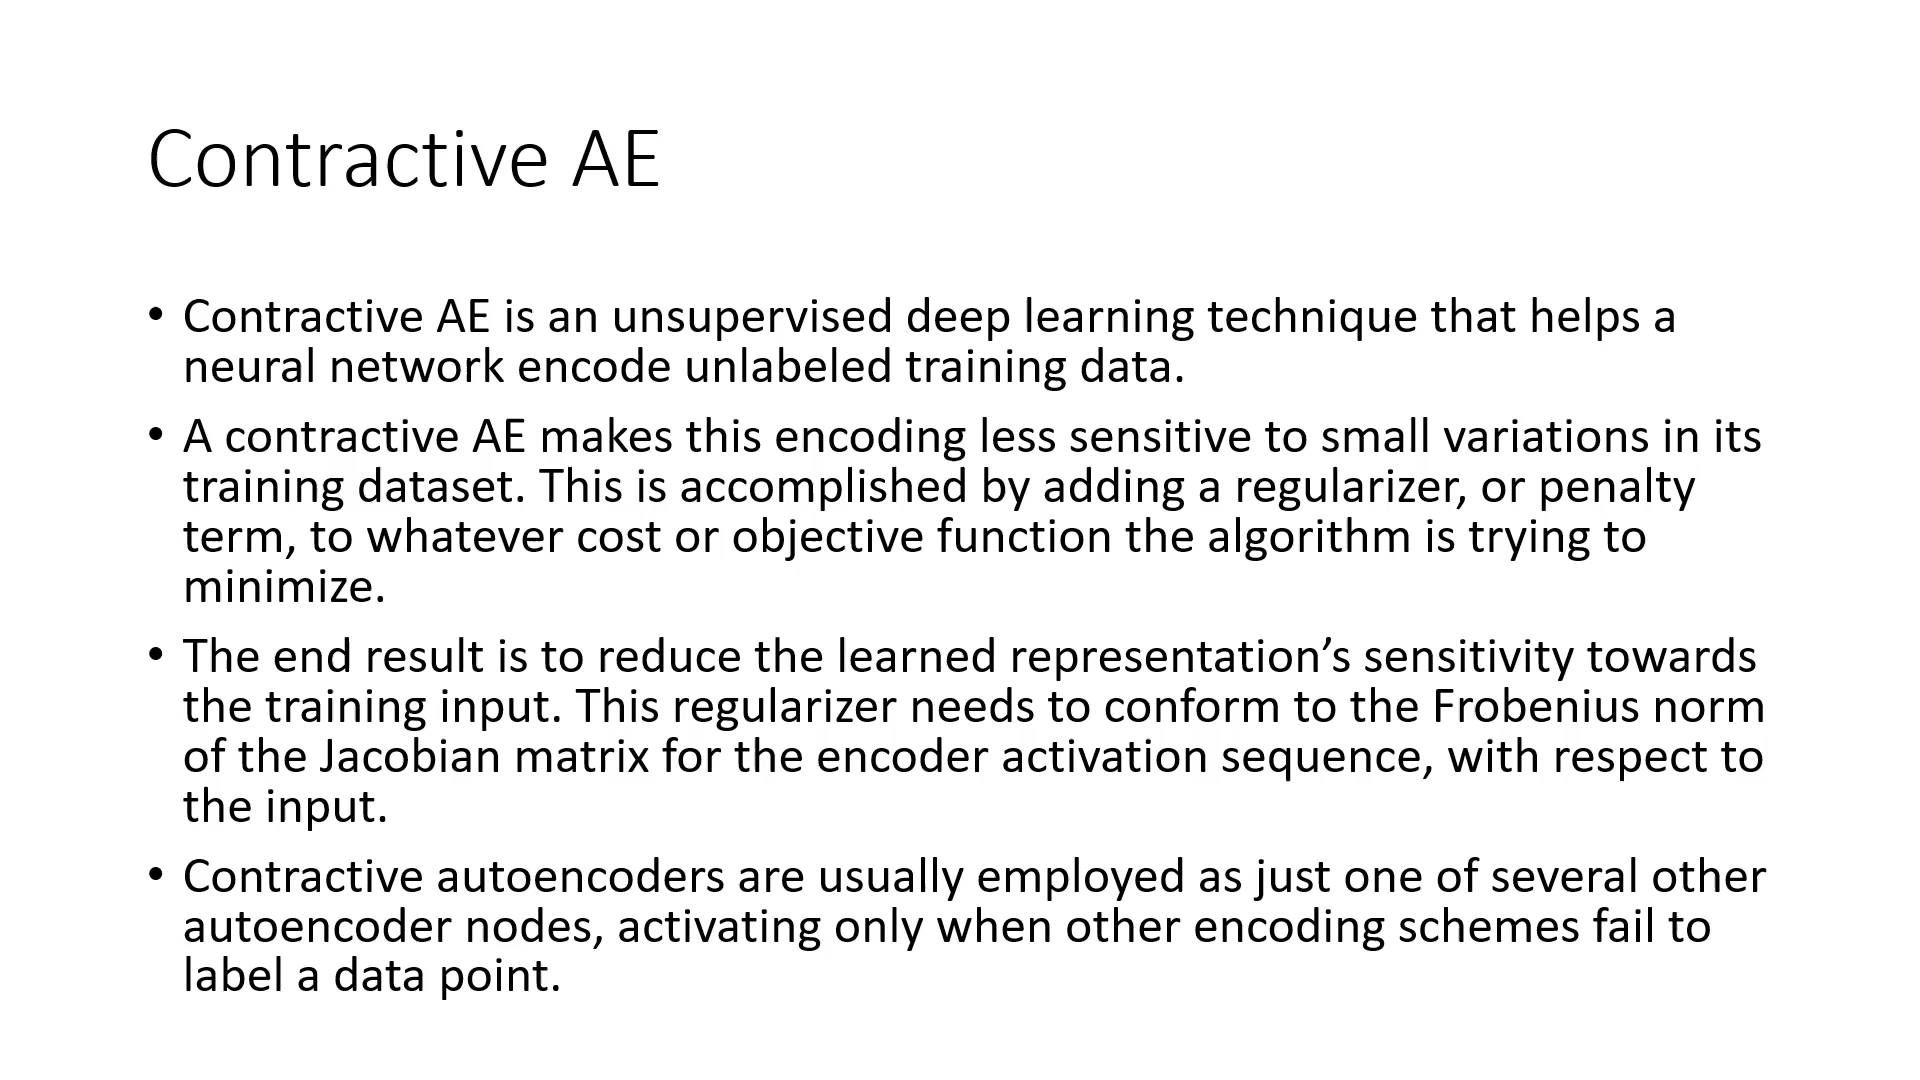 Contractive AE
• Contractive AE is an unsupervised deep learning technique that helps a
neural network encode unlabeled training data.
• A contractive AE makes this encoding less sensitive to small variations in its
training dataset. This is accomplished by adding a regularizer, or penalty
term, to whatever cost or objective function the algorithm is trying to
minimize.
• The end result is to reduce the learned representation’s sensitivity towards
the training input. This regularizer needs to conform to the Frobenius norm
of the Jacobian matrix for the encoder activation sequence, with respect to
the input.
• Contractive autoencoders are usually employed as just one of several other
autoencoder nodes, activating only when other encoding schemes fail to
label a data point.